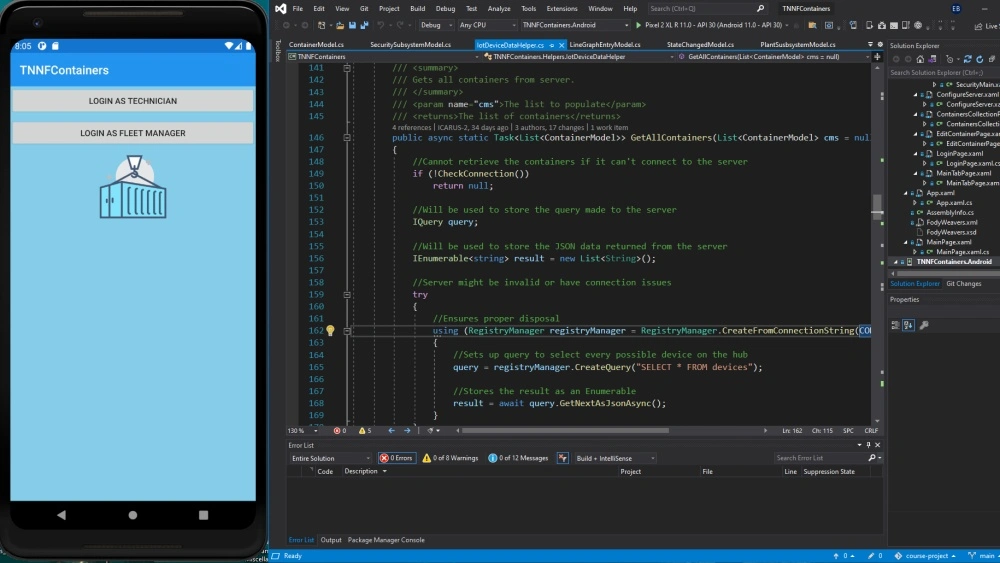 8:05
TNNFContainers
LOGIN AS TECHNICIAN
LOGIN AS FLEET MANAGER
File Edit View Git Project Build Debug Test Analyze Tools Extensions Window Help Search (Ctrl+Q) TNNFContainers EB
Debug Any CPU TNNFContainers.Android Pixel 2 XL R 11.0 - API 30 (Android 11.0 - API 30) Live
Toolbox
ContainerModel.cs SecuritySubsystemModel.cs IotDeviceDataHelper.cs LineGraphEntryModel.cs StateChangedModel.cs PlantSusbsystemModel.cs
TNNFContainers TNNFContainers.Helpers.IotDeviceDataHelper GetAllContainers(List<ContainerModel> cms = null)
141 /// <summary>
142 /// Gets all containers from server.
143 /// </summary>
144 /// <param name="cms">The list to populate</param>
145 /// <returns>The list of containers</returns>
4 references | ICARUS-2, 34 days ago | 3 authors, 17 changes | 1 work item
146 public async static Task<List<ContainerModel>> GetAllContainers(List<ContainerModel> cms = nul
147 {
148 //Cannot retrieve the containers if it can't connect to the server
149 if (!CheckConnection())
150 return null;
151
152 //Will be used to store the query made to the server
153 IQuery query;
154
155 //Will be used to store the JSON data returned from the server
156 IEnumerable<string> result = new List<String>();
157
158 //Server might be invalid or have connection issues
159 try
160 {
161 //Ensures proper disposal
162 using (RegistryManager registryManager = RegistryManager.CreateFromConnectionString(CO
163 {
164 //Sets up query to select every possible device on the hub
165 query = registryManager.CreateQuery("SELECT * FROM devices");
166
167 //Stores the result as an Enumerable
168 result = await query.GetNextAsJsonAsync();
169 }
130 % 0 5 Ln: 162 Ch: 115 SPC CRLF
Error List
Entire Solution 0 Errors 0 of 8 Warnings 0 of 12 Messages Build + IntelliSense Search Error List
Code Description Project File Line Suppression State
Error List Output Package Manager Console
Ready 0 0 course-project main
Solution Explorer
Search Solution Explorer (Ctrl+;)
SecurityMain.xa
ConfigureServer.xaml
ConfigureServer.xa
ContainersCollectionP
ContainersCollecti
EditContainerPage.xam
EditContainerPage
LoginPage.xaml
LoginPage.xaml.cs
MainTabPage.xaml
MainTabPage.xaml
App.xaml
App.xaml.cs
AssemblyInfo.cs
FodyWeavers.xml
FodyWeavers.xsd
MainPage.xaml
MainPage.xaml.cs
TNNFContainers.Android
Solution Explorer Git Changes
Properties